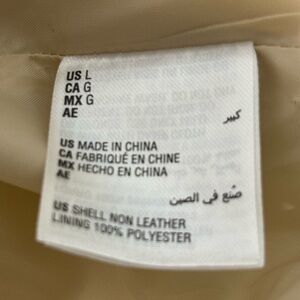 US L
CA G
MX G
AE كبير
US MADE IN CHINA
CA FABRIQUÉ EN CHINE
MX HECHO EN CHINA
AE صُنع في الصين
US SHELL NON LEATHER
LINING 100% POLYESTER